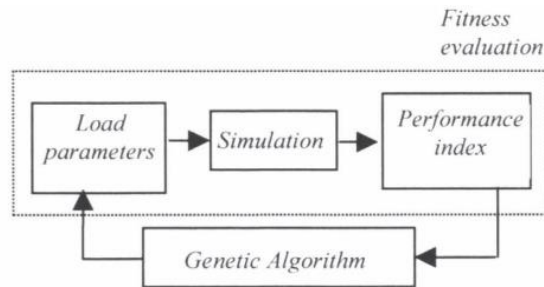 Fitness
evaluation
Load
parameters
Simulation
Performance
index
Genetic Algorithm